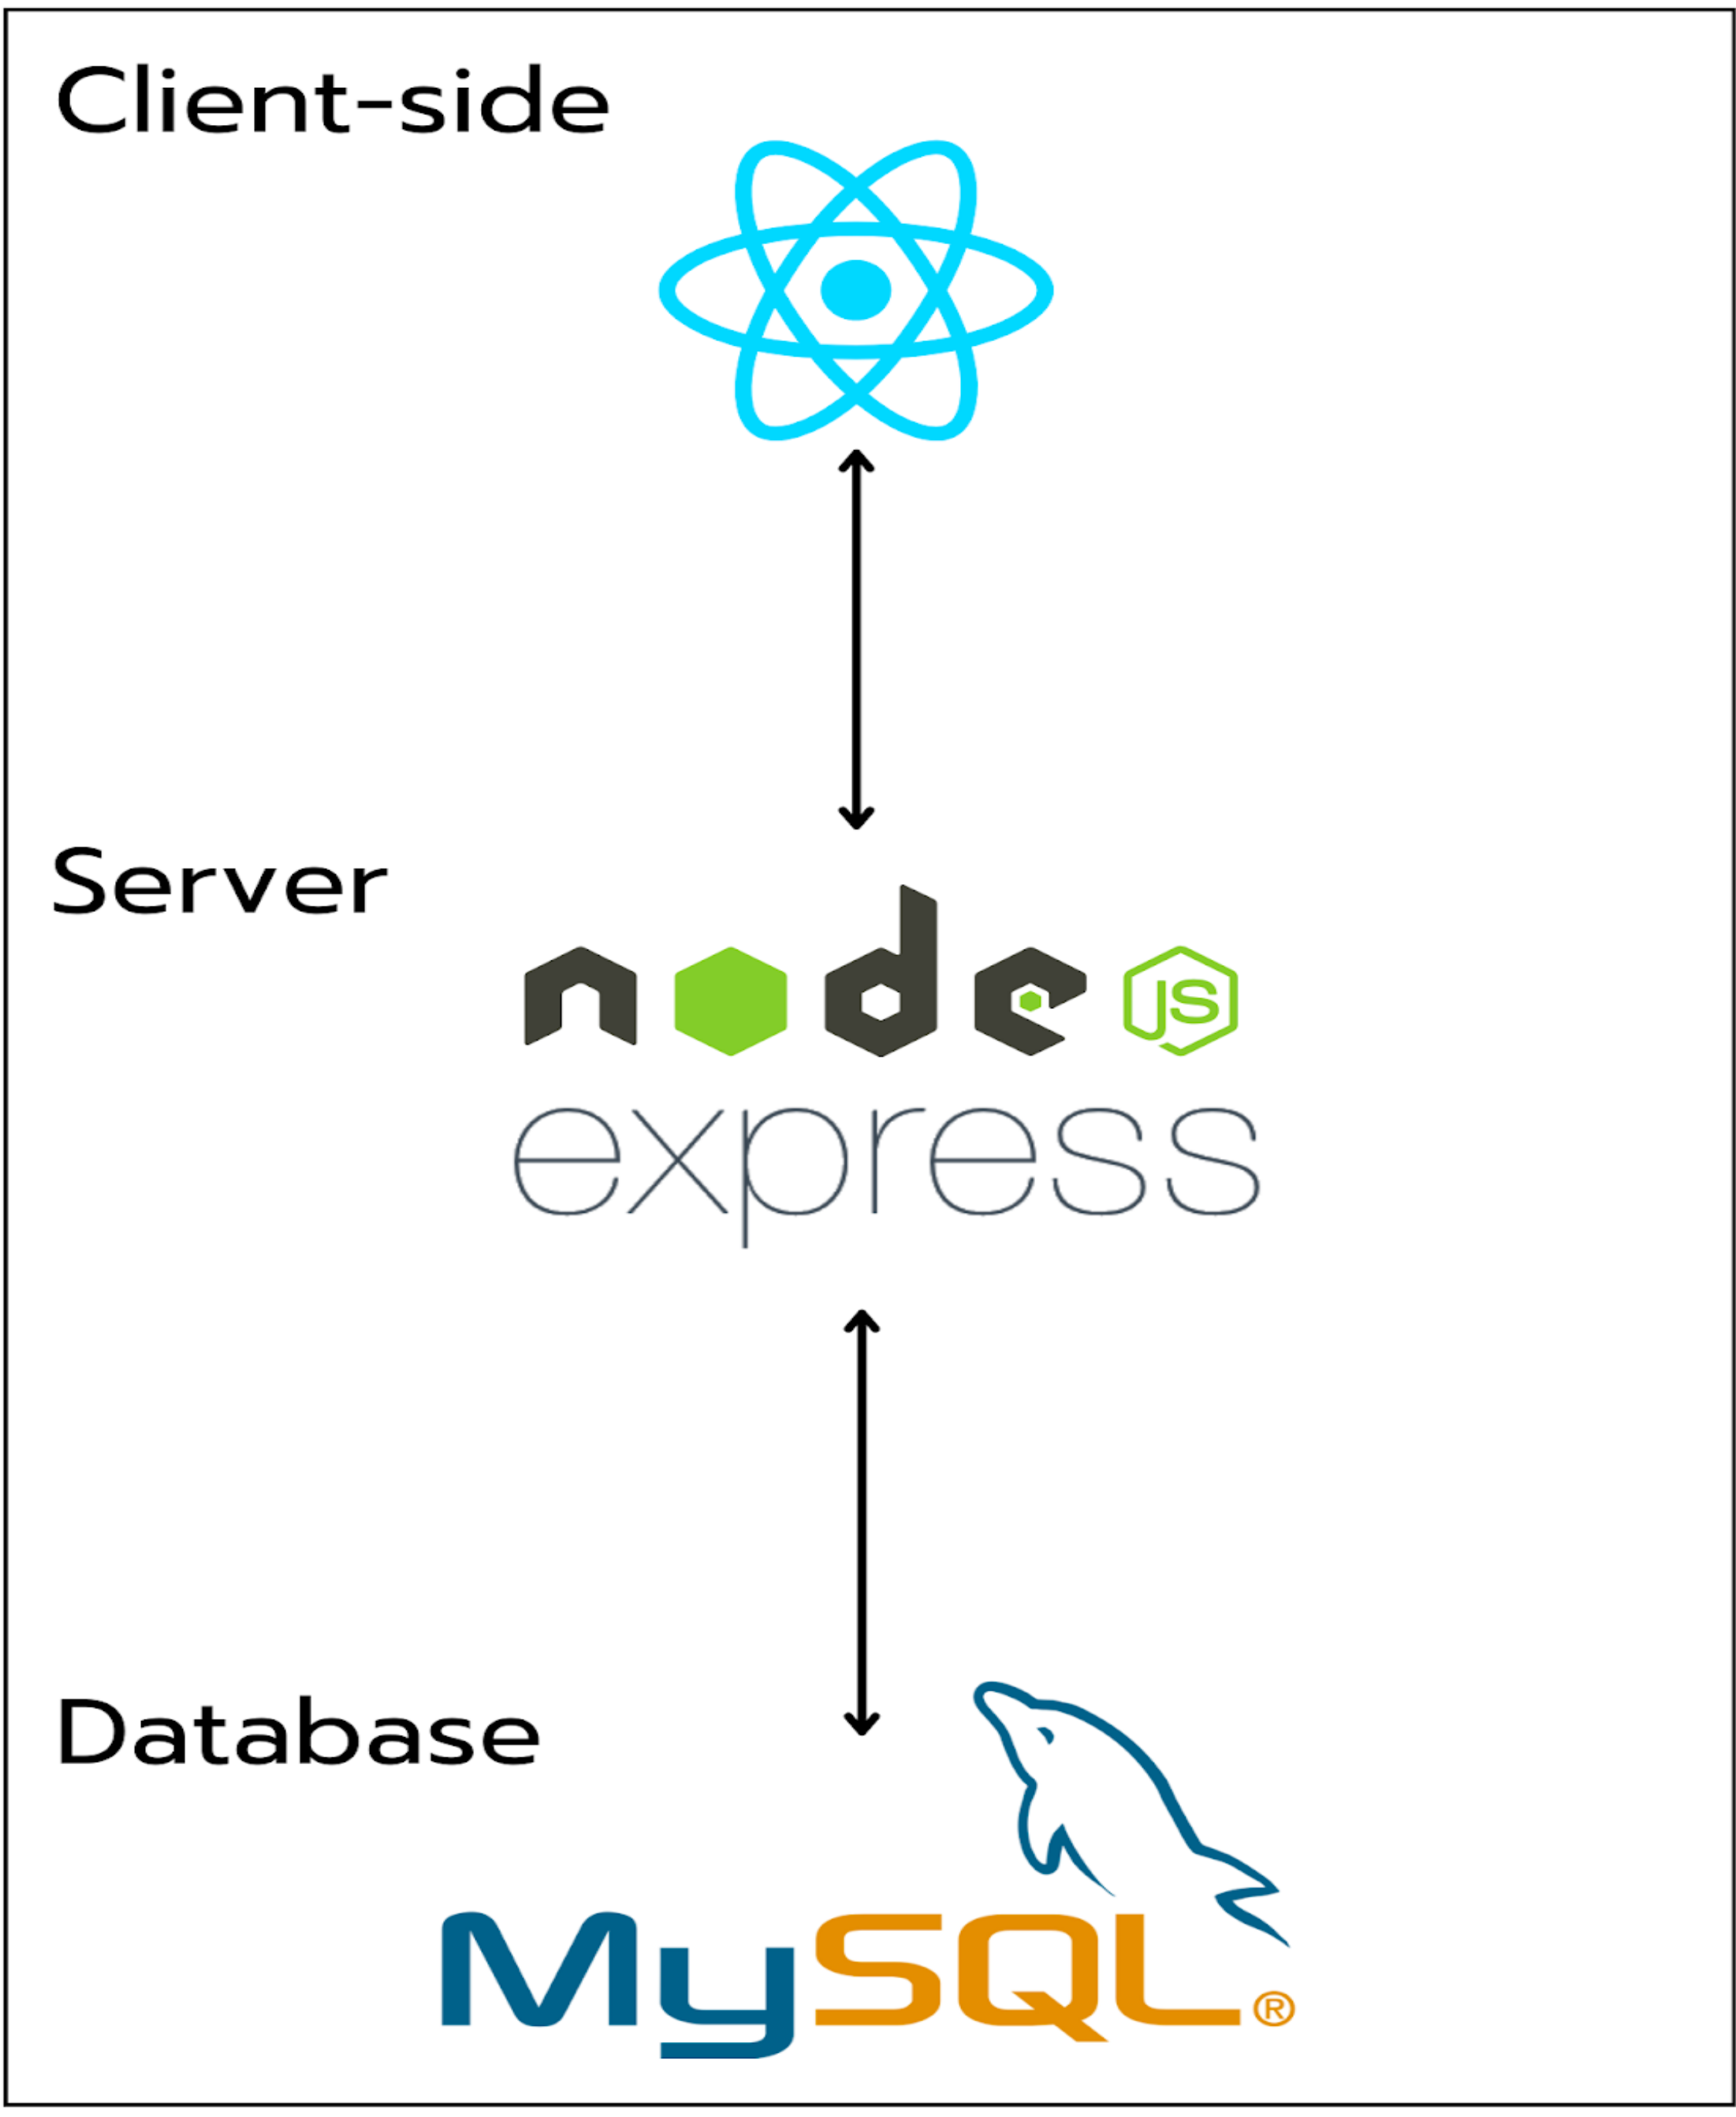 Client-side
Server
node JS
express
Database
MySQL®